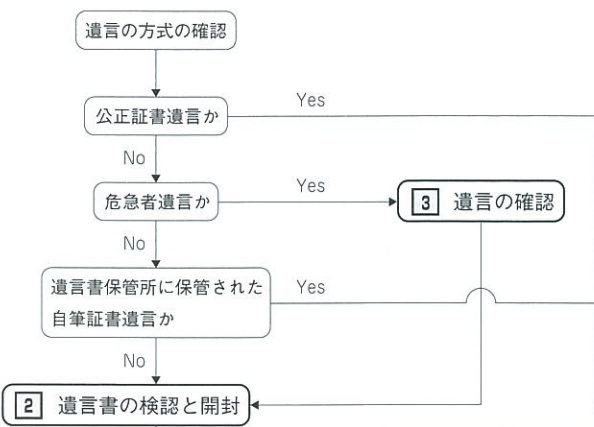 遺言の方式の確認
公正証書遺言か
Yes
No
危急者遺言か
Yes
3 遺言の確認
No
遺言書保管所に保管された
自筆証書遺言か
Yes
No
2 遺言書の検認と開封